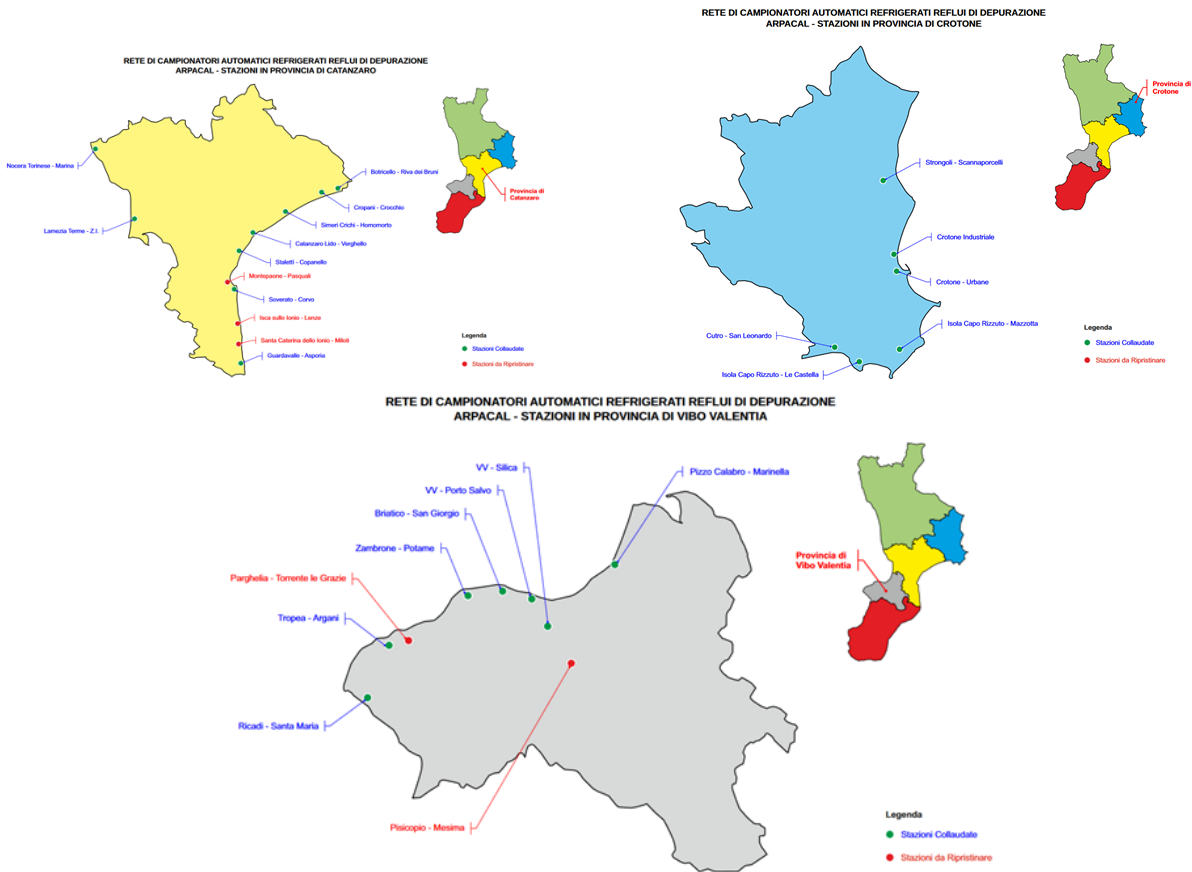 RETE DI CAMPIONATORI AUTOMATICI REFRIGERATI REFLUI DI DEPURAZIONE
ARPACAL - STAZIONI IN PROVINCIA DI CATANZARO
Nocera Torinese - Marina
Lamezia Terme - Z.I.
Botricello - Riva dei Bruni
Cropani - Crocchio
Simeri Crichi - Homomorto
Catanzaro Lido - Verghello
Staletti - Copanello
Montepaone - Pasquali
Soverato - Corvo
Isca sullo Ionio - Lenze
Santa Caterina dello Ionio - Miloti
Guardavalle - Asporia
Provincia di
Catanzaro
Legenda
Stazioni Collaudate
Stazioni da Ripristinare
RETE DI CAMPIONATORI AUTOMATICI REFRIGERATI REFLUI DI DEPURAZIONE
ARPACAL - STAZIONI IN PROVINCIA DI CROTONE
Strongoli - Scannaporcelli
Crotone Industriale
Crotone - Urbane
Isola Capo Rizzuto - Mazzotta
Cutro - San Leonardo
Isola Capo Rizzuto - Le Castella
Provincia di
Crotone
Legenda
Stazioni Collaudate
Stazioni da Ripristinare
RETE DI CAMPIONATORI AUTOMATICI REFRIGERATI REFLUI DI DEPURAZIONE
ARPACAL - STAZIONI IN PROVINCIA DI VIBO VALENTIA
VV - Silica
Pizzo Calabro - Marinella
VV - Porto Salvo
Briatico - San Giorgio
Zambrone - Potame
Parghelia - Torrente le Grazie
Tropea - Argani
Ricadi - Santa Maria
Pisicopio - Mesima
Provincia di
Vibo Valentia
Legenda
Stazioni Collaudate
Stazioni da Ripristinare